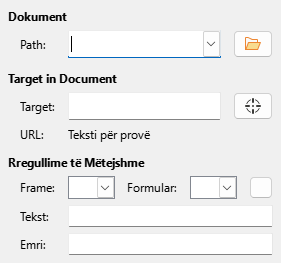 Dokument
Path:
Target in Document
Target:
URL: Teksti për provë
Rregullime të Mëtejshme
Frame: Formular:
Tekst:
Emri: